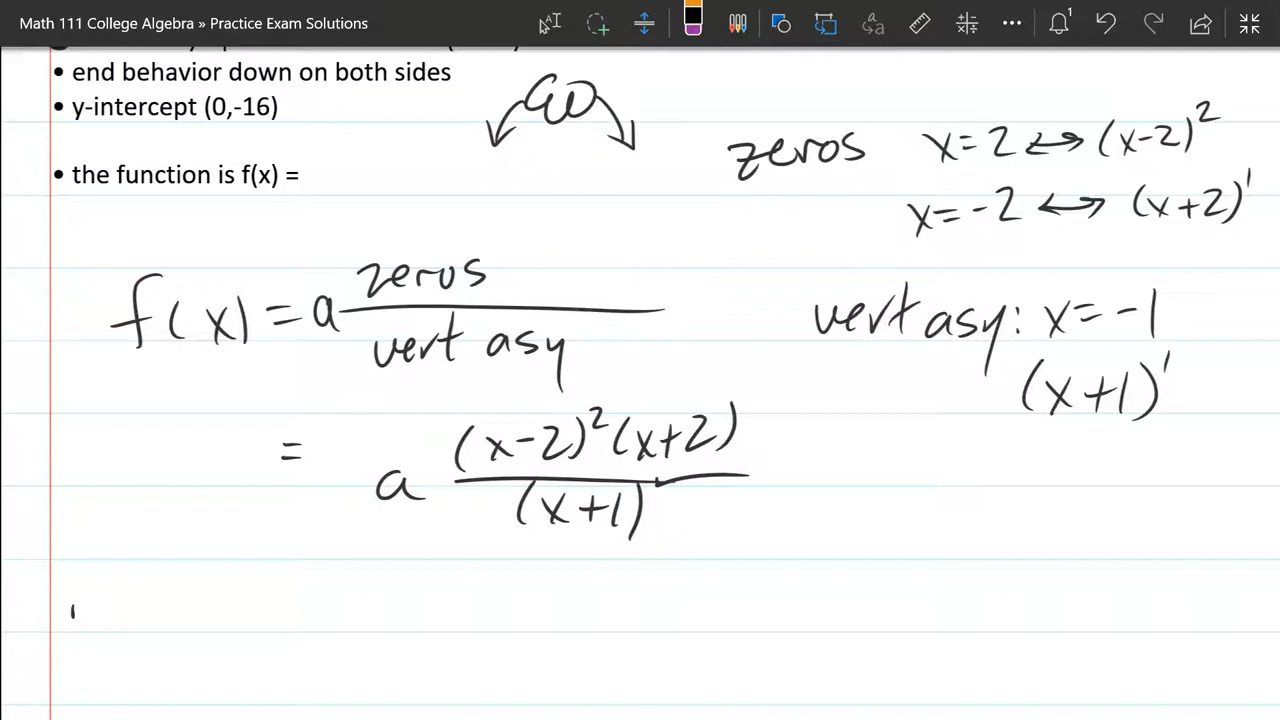 Math 111 College Algebra » Practice Exam Solutions
• end behavior down on both sides
• y-intercept (0,-16)
• the function is f(x) =
zeros x=2 ↔ (x-2)²
x=-2 ↔ (x+2)¹
f(x) = a zeros / vert asy
vert asy: x=-1
(x+1)¹
= a (x-2)²(x+2) / (x+1)